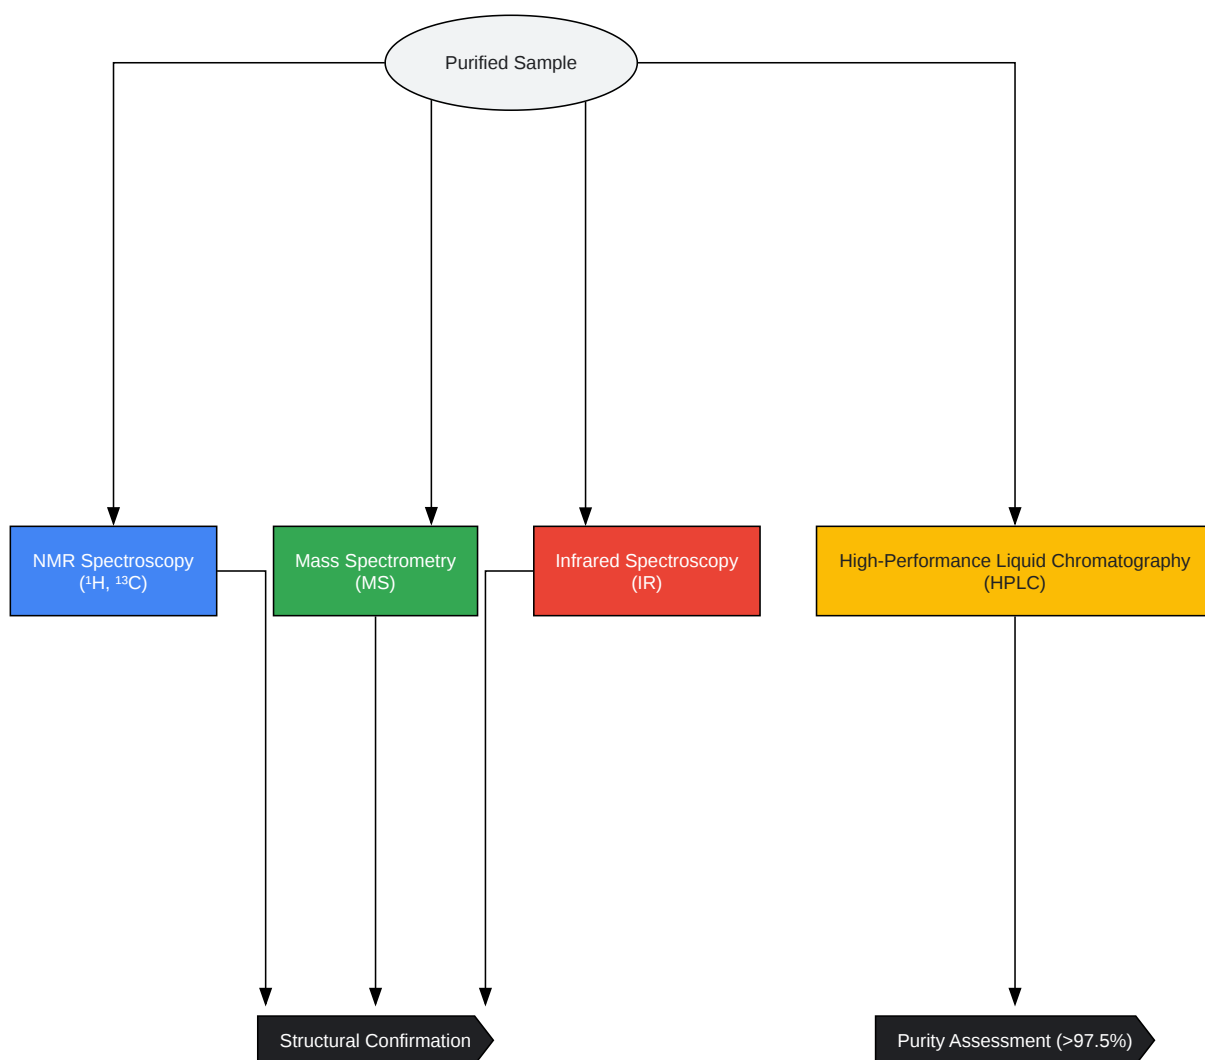 Purified Sample
NMR Spectroscopy
(¹H, ¹³C)
Mass Spectrometry
(MS)
Infrared Spectroscopy
(IR)
High-Performance Liquid Chromatography
(HPLC)
Structural Confirmation
Purity Assessment (>97.5%)